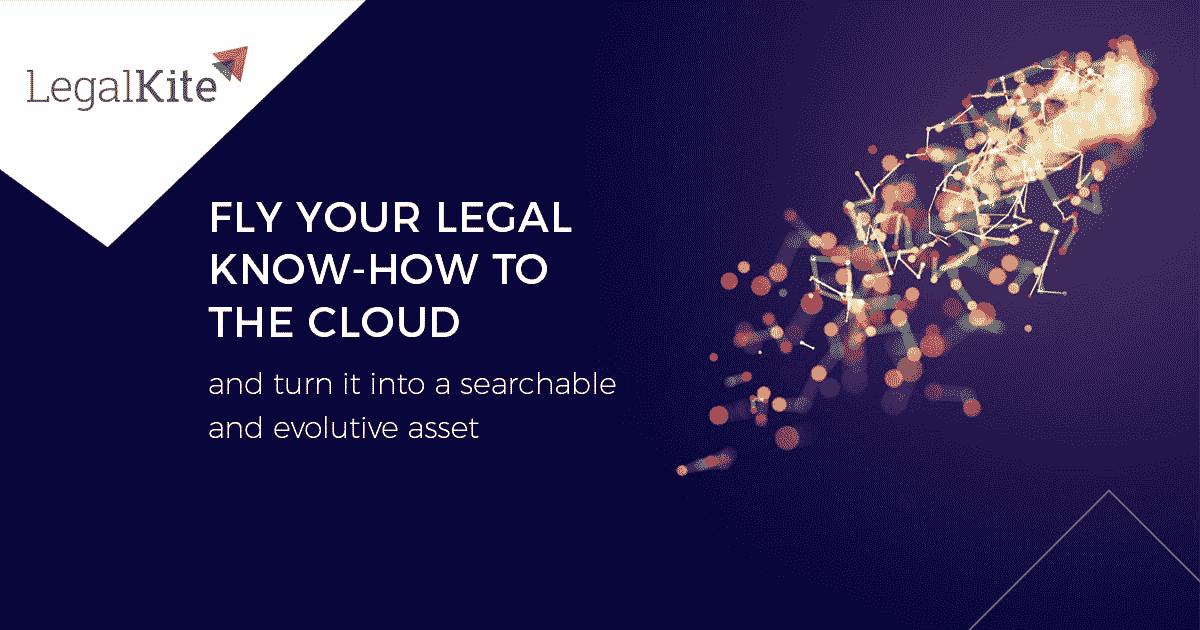 LegalKite
FLY YOUR LEGAL
KNOW-HOW TO
THE CLOUD
and turn it into a searchable
and evolutive asset